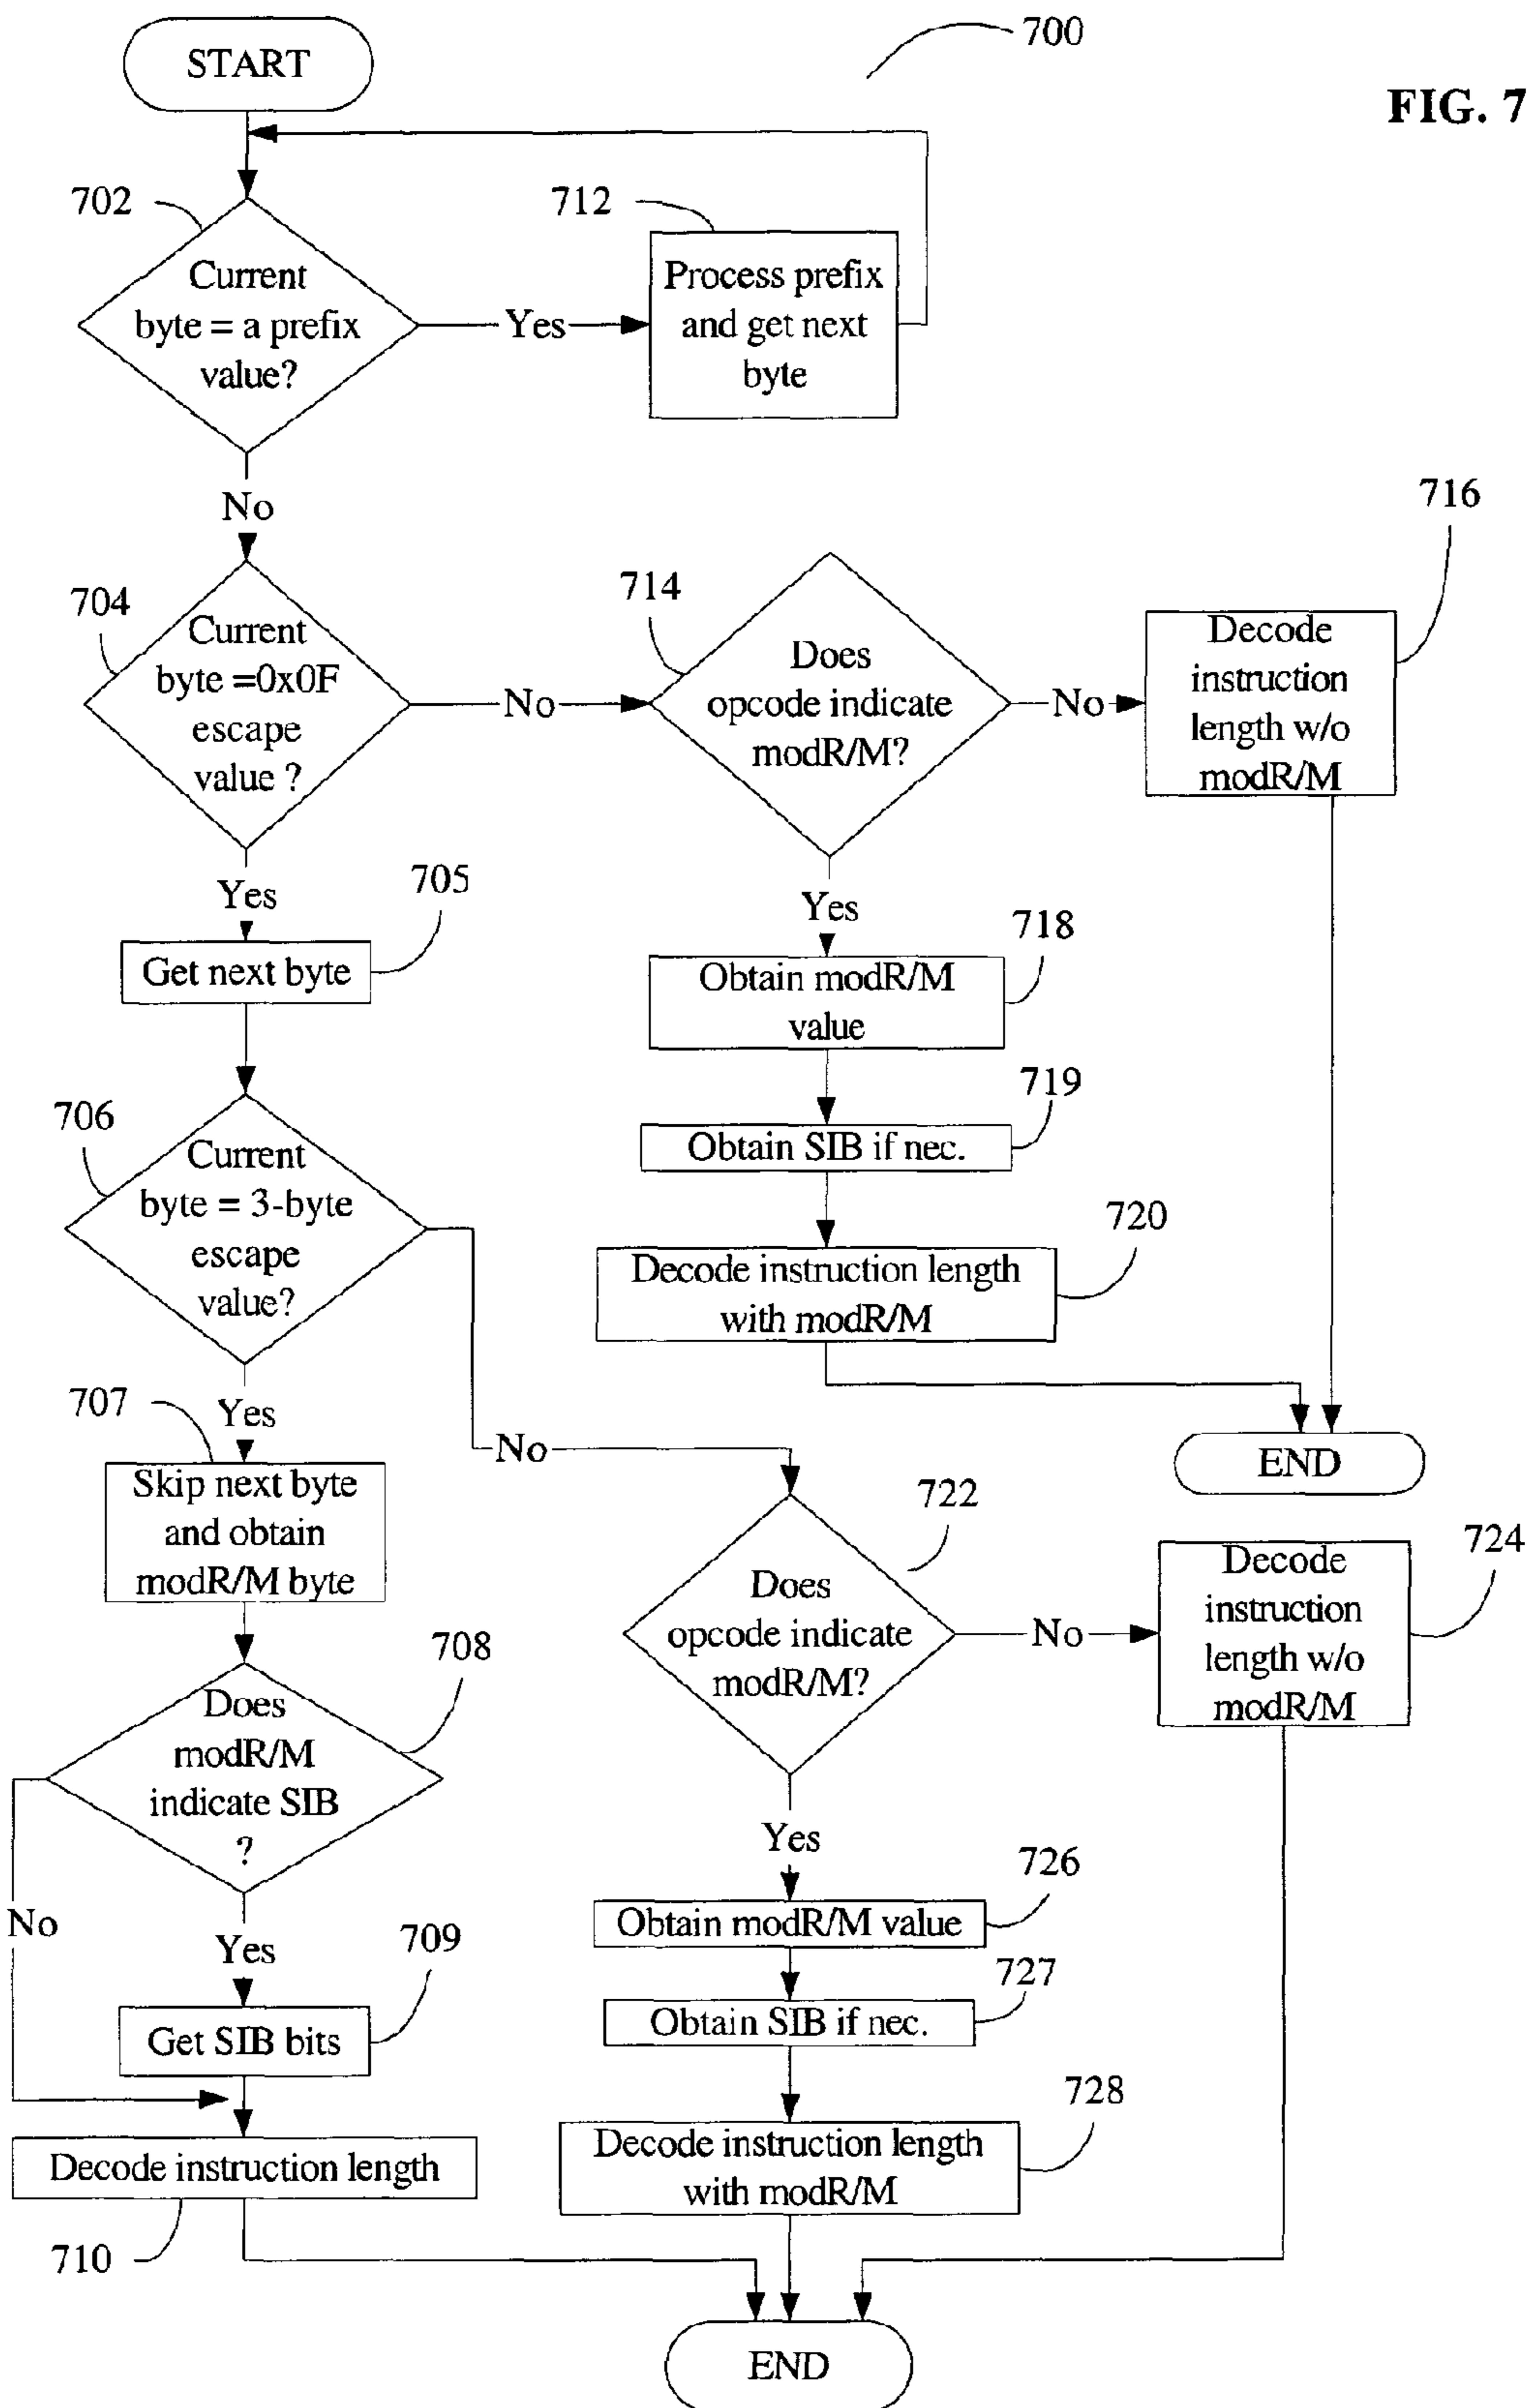 START
700
FIG. 7
702
Current
byte = a prefix
value?
Yes
712
Process prefix
and get next
byte
No
704
Current
byte =0x0F
escape
value ?
No
714
Does
opcode indicate
modR/M?
No
716
Decode
instruction
length w/o
modR/M
Yes
705
Get next byte
Yes
718
Obtain modR/M
value
719
Obtain SIB if nec.
720
Decode instruction length
with modR/M
END
706
Current
byte = 3-byte
escape
value?
No
Yes
707
Skip next byte
and obtain
modR/M byte
722
Does
opcode indicate
modR/M?
No
724
Decode
instruction
length w/o
modR/M
708
Does
modR/M
indicate SIB
?
No
Yes
709
Get SIB bits
Yes
726
Obtain modR/M value
727
Obtain SIB if nec.
728
Decode instruction length
with modR/M
Decode instruction length
710
END